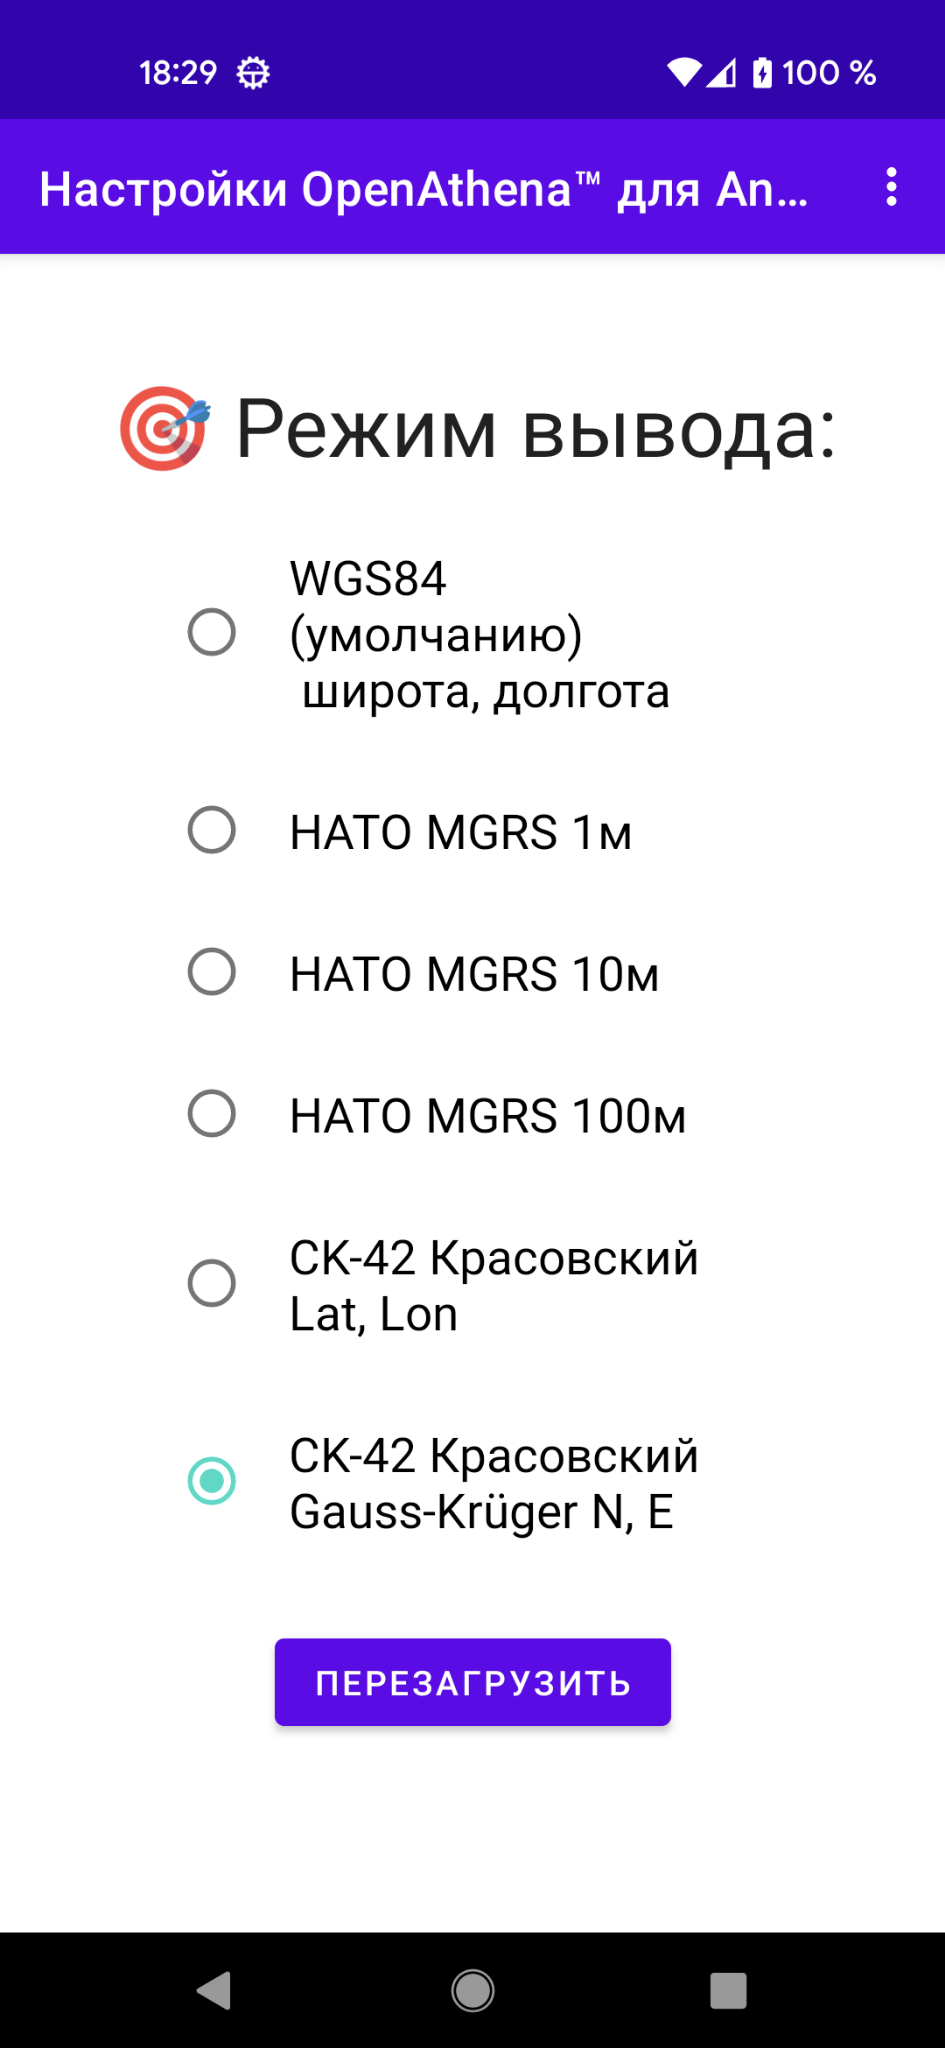 18:29
100 %
Настройки OpenAthena™ для An...
Режим вывода:
WGS84
(умолчанию)
широта, долгота
НАТО MGRS 1м
НАТО MGRS 10м
НАТО MGRS 100м
СК-42 Красовский
Lat, Lon
СК-42 Красовский
Gauss-Krüger N, E
ПЕРЕЗАГРУЗИТЬ